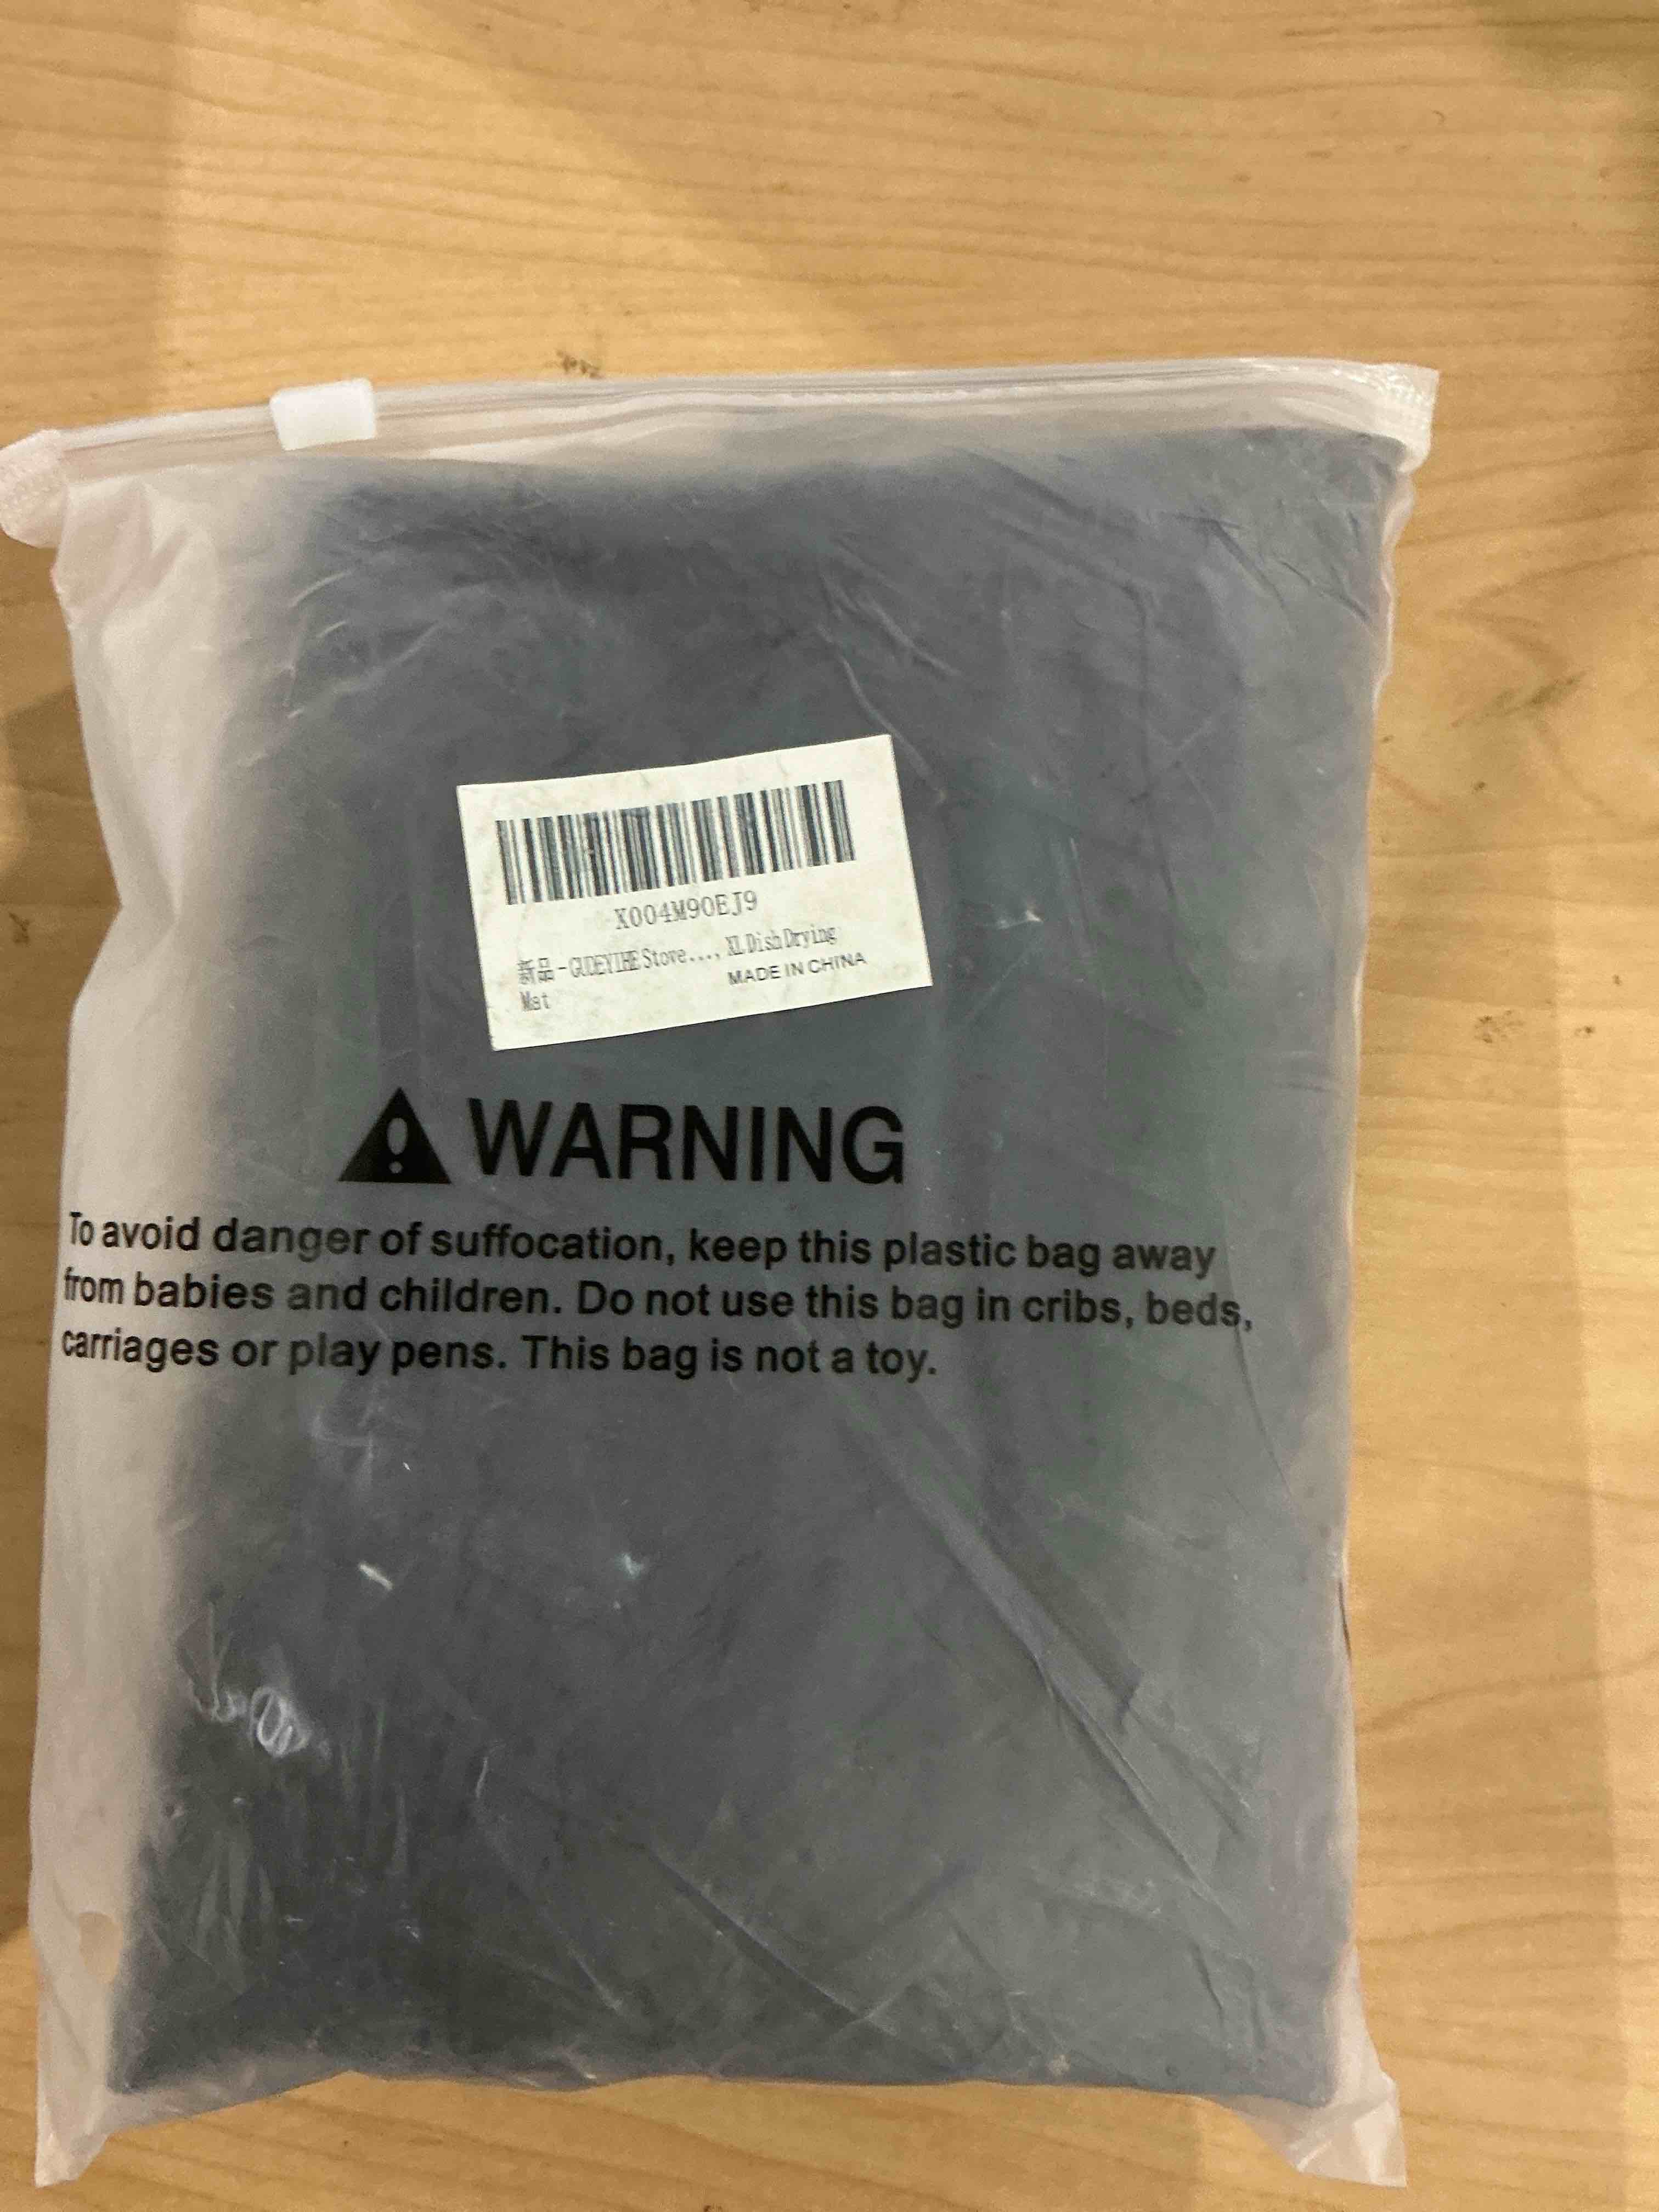 X004M90EJ9
新品-GUDEYIHE Stove..., XL Dish Drying
Mat
MADE IN CHINA
WARNING
To avoid danger of suffocation, keep this plastic bag away
from babies and children. Do not use this bag in cribs, beds,
carriages or play pens. This bag is not a toy.